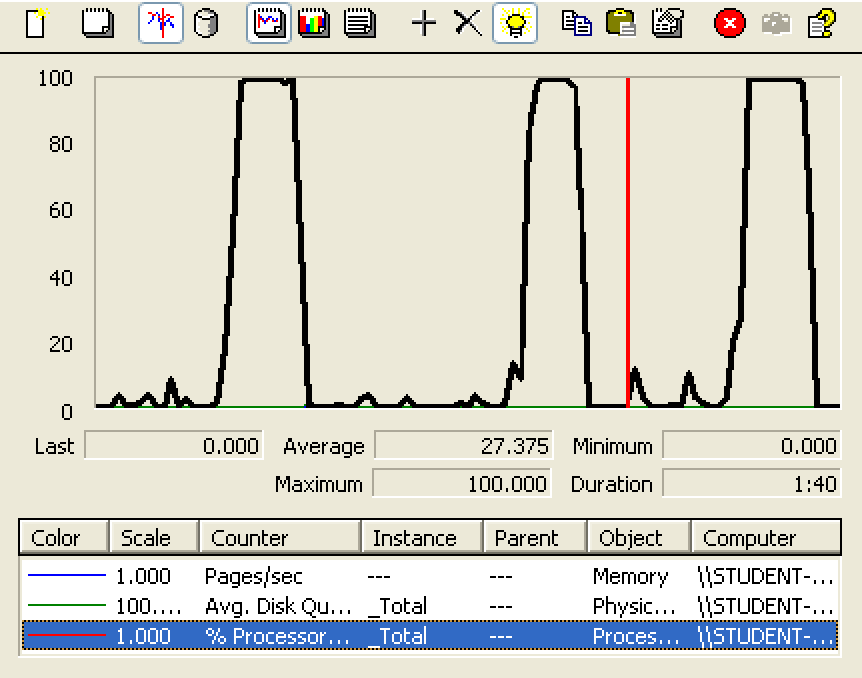 100
80
60
40
20
0
Last 0.000 Average 27.375 Minimum 0.000
Maximum 100.000 Duration 1:40
Color Scale Counter Instance Parent Object Computer
1.000 Pages/sec --- --- Memory \\STUDENT-...
100.... Avg. Disk Qu... _Total --- Physic... \\STUDENT-...
1.000 % Processor... _Total --- Proces... \\STUDENT-...